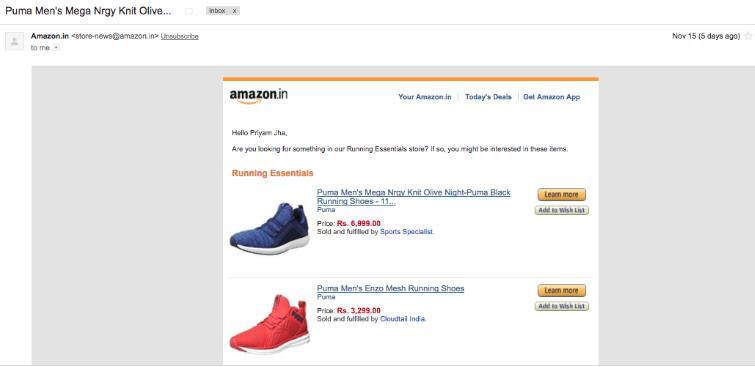 Puma Men's Mega Nrgy Knit Olive...
Inbox x
Amazon.in <store-news@amazon.in> Unsubscribe
Nov 15 (5 days ago)
to me
amazon.in
Your Amazon.in | Today's Deals | Get Amazon App
Hello Priyam Jha,
Are you looking for something in our Running Essentials store? If so, you might be interested in these items.
Running Essentials
Puma Men's Mega Nrgy Knit Olive Night-Puma Black
Running Shoes - 11...
Puma
Price: Rs. 6,999.00
Sold and fulfilled by Sports Specialist.
Learn more
Add to Wish List
Puma Men's Enzo Mesh Running Shoes
Puma
Price: Rs. 3,299.00
Sold and fulfilled by Cloudtail India.
Learn more
Add to Wish List